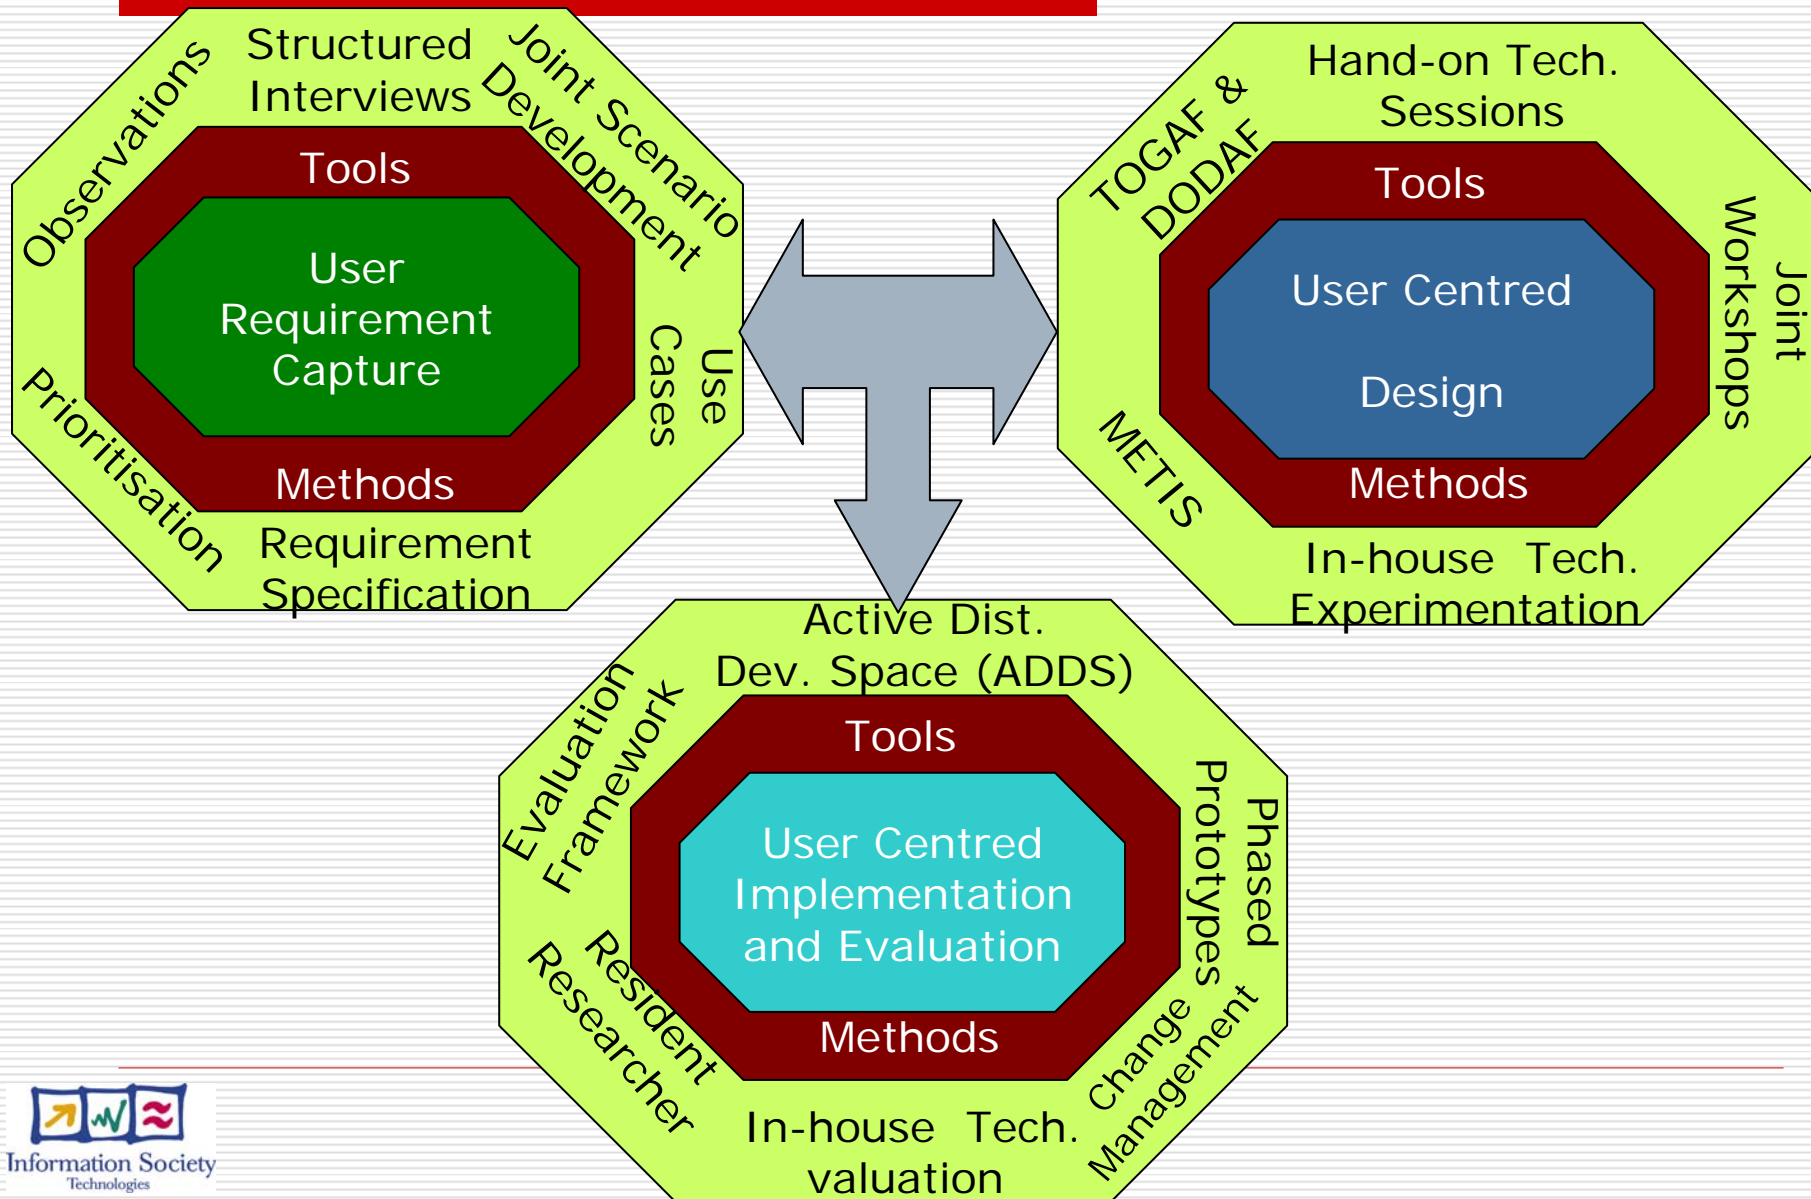 Observations
Structured
Interviews
Joint Scenario
Development
Tools
User
Requirement
Capture
Use
Cases
Prioritisation
Methods
Requirement
Specification
TOGAF &
DODAF
Hand-on Tech.
Sessions
Tools
User Centred
Design
Joint
Workshops
METIS
Methods
In-house Tech.
Experimentation
Active Dist.
Dev. Space (ADDS)
Evaluation
Framework
Tools
User Centred
Implementation
and Evaluation
Phased
Prototypes
Resident
Researcher
Methods
Change
Management
In-house Tech.
valuation
Information Society
Technologies